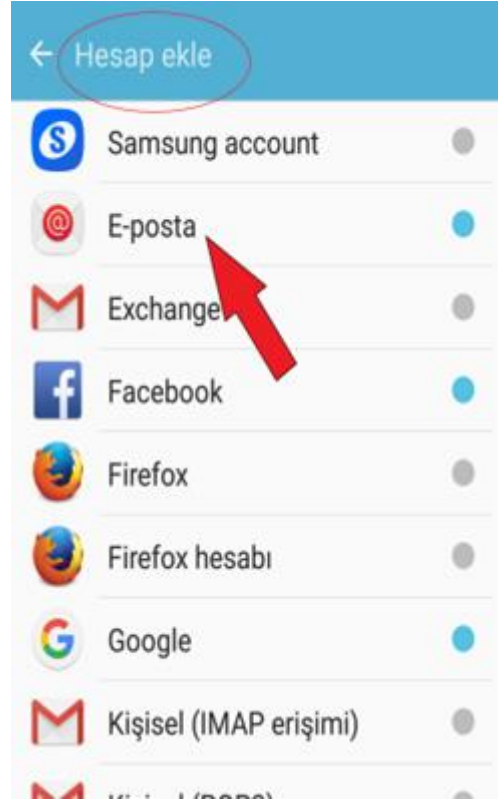 Hesap ekle
Samsung account
E-posta
Exchange
Facebook
Firefox
Firefox hesabı
Google
Kişisel (IMAP erişimi)